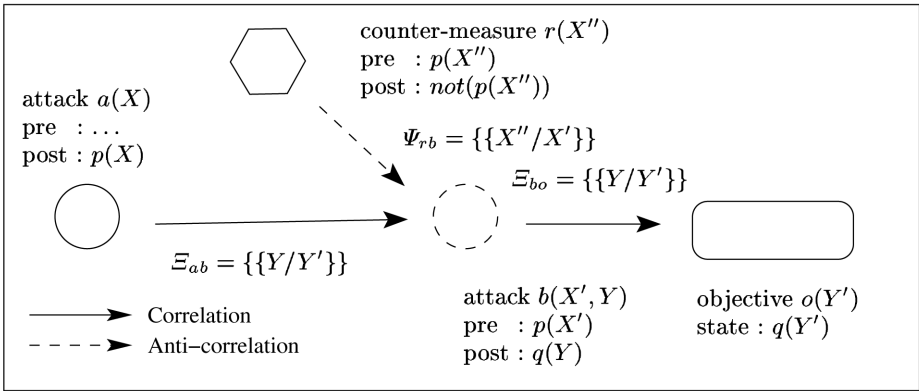 counter-measure r(X'')
pre : p(X'')
post : not(p(X''))
attack a(X)
pre : ...
post : p(X)
Ψ_rb = {{X''/X'}}
Ξ_bo = {{Y/Y'}}
Ξ_ab = {{Y/Y'}}
attack b(X', Y)
pre : p(X')
post : q(Y)
objective o(Y')
state : q(Y')
Correlation
Anti-correlation